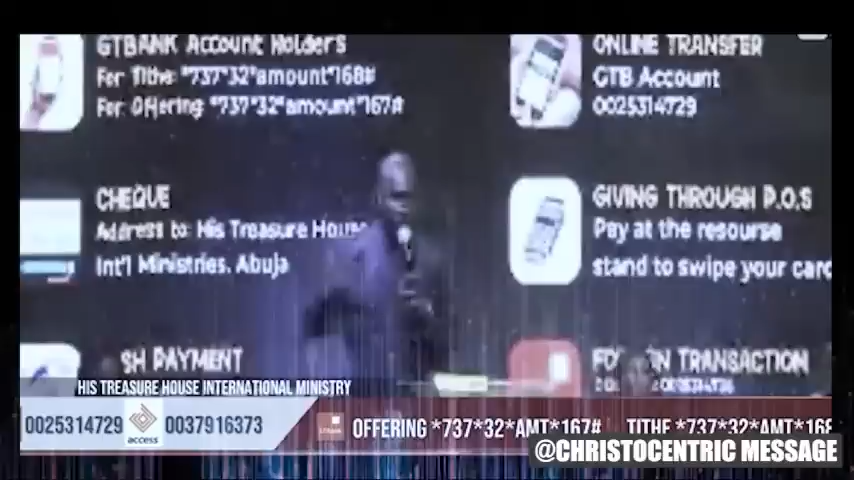 GTBANK Account Holders
For Tithe: *737*32*amount*168#
For Offering: *737*32*amount*167#
ONLINE TRANSFER
GTB Account
0025314729
CHEQUE
Address to: His Treasure House
Int'l Ministries. Abuja
GIVING THROUGH P.O.S
Pay at the resourse
stand to swipe your card
SH PAYMENT
TRANSACTION
HIS TREASURE HOUSE INTERNATIONAL MINISTRY
0025314729 access 0037916373
OFFERING *737*32*AMT*167# TITHE *737*32*AMT*168
@CHRISTOCENTRIC MESSAGE